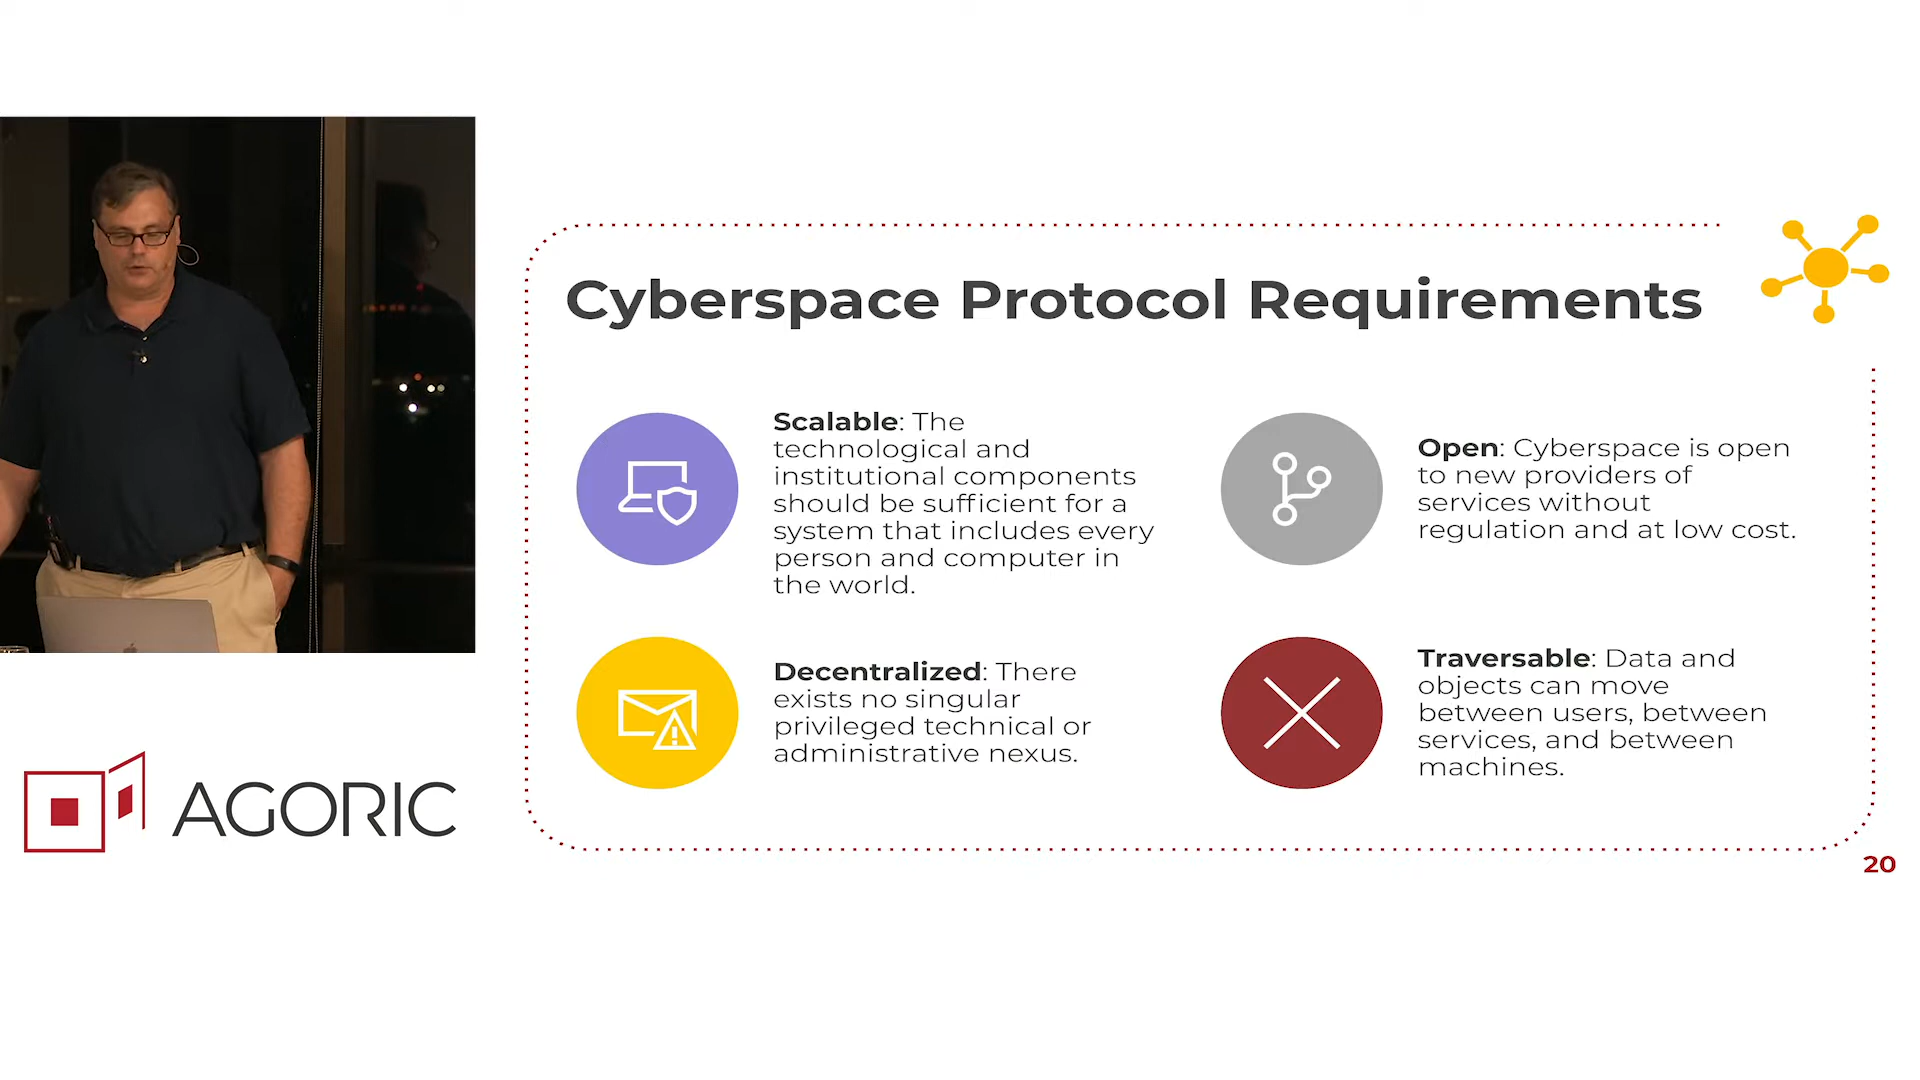 Cyberspace Protocol Requirements
Scalable: The
technological and
institutional components
should be sufficient for a
system that includes every
person and computer in
the world.
Open: Cyberspace is open
to new providers of
services without
regulation and at low cost.
Decentralized: There
exists no singular
privileged technical or
administrative nexus.
Traversable: Data and
objects can move
between users, between
services, and between
machines.
AGORIC
20